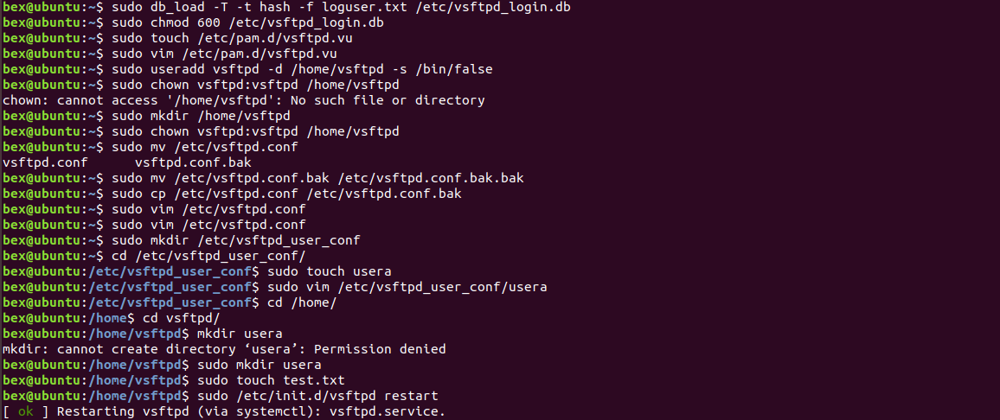 bex@ubuntu:~$ sudo db_load -T -t hash -f loguser.txt /etc/vsftpd_login.db
bex@ubuntu:~$ sudo chmod 600 /etc/vsftpd_login.db
bex@ubuntu:~$ sudo touch /etc/pam.d/vsftpd.vu
bex@ubuntu:~$ sudo vim /etc/pam.d/vsftpd.vu
bex@ubuntu:~$ sudo useradd vsftpd -d /home/vsftpd -s /bin/false
bex@ubuntu:~$ sudo chown vsftpd:vsftpd /home/vsftpd
chown: cannot access '/home/vsftpd': No such file or directory
bex@ubuntu:~$ sudo mkdir /home/vsftpd
bex@ubuntu:~$ sudo chown vsftpd:vsftpd /home/vsftpd
bex@ubuntu:~$ sudo mv /etc/vsftpd.conf
vsftpd.conf      vsftpd.conf.bak
bex@ubuntu:~$ sudo mv /etc/vsftpd.conf.bak /etc/vsftpd.conf.bak.bak
bex@ubuntu:~$ sudo cp /etc/vsftpd.conf /etc/vsftpd.conf.bak
bex@ubuntu:~$ sudo vim /etc/vsftpd.conf
bex@ubuntu:~$ sudo vim /etc/vsftpd.conf
bex@ubuntu:~$ sudo mkdir /etc/vsftpd_user_conf
bex@ubuntu:~$ cd /etc/vsftpd_user_conf/
bex@ubuntu:/etc/vsftpd_user_conf$ sudo touch usera
bex@ubuntu:/etc/vsftpd_user_conf$ sudo vim /etc/vsftpd_user_conf/usera
bex@ubuntu:/etc/vsftpd_user_conf$ cd /home/
bex@ubuntu:/home$ cd vsftpd/
bex@ubuntu:/home/vsftpd$ mkdir usera
mkdir: cannot create directory ‘usera’: Permission denied
bex@ubuntu:/home/vsftpd$ sudo mkdir usera
bex@ubuntu:/home/vsftpd$ sudo touch test.txt
bex@ubuntu:/home/vsftpd$ sudo /etc/init.d/vsftpd restart
[ ok ] Restarting vsftpd (via systemctl): vsftpd.service.